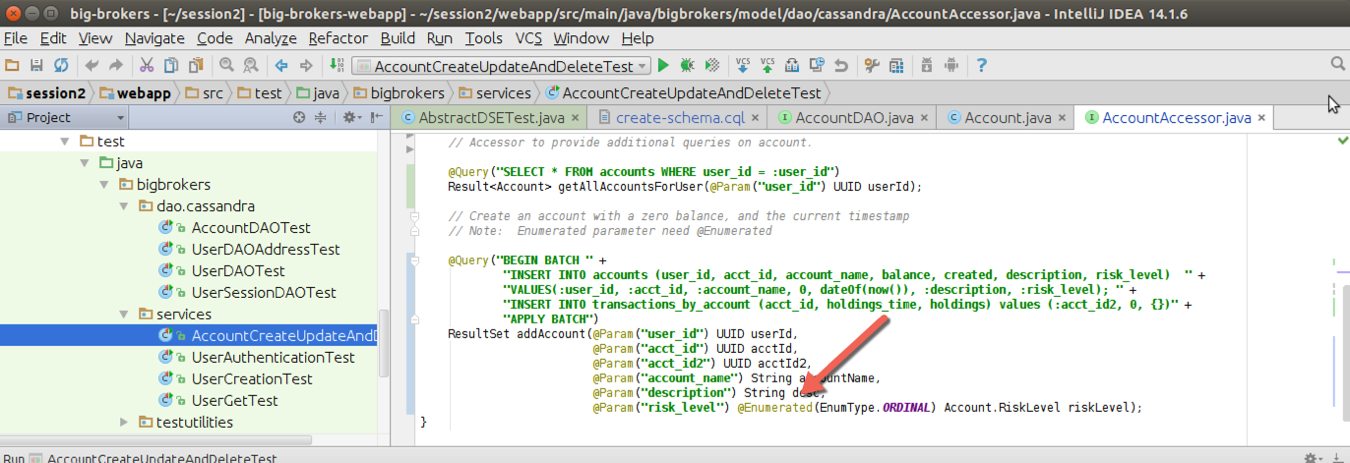 big-brokers - [~/session2] - [big-brokers-webapp] - ~/session2/webapp/src/main/java/bigbrokers/model/dao/cassandra/AccountAccessor.java - IntelliJ IDEA 14.1.6
File Edit View Navigate Code Analyze Refactor Build Run Tools VCS Window Help
AccountCreateUpdateAndDeleteTest VCS VCS
session2 webapp src test java bigbrokers services AccountCreateUpdateAndDeleteTest
Project
AbstractDSETest.java create-schema.cql AccountDAO.java Account.java AccountAccessor.java
test
java
bigbrokers
dao.cassandra
AccountDAOTest
UserDAOAddressTest
UserDAOTest
UserSessionDAOTest
services
AccountCreateUpdateAndD
UserAuthenticationTest
UserCreationTest
UserGetTest
testutilities
// Accessor to provide additional queries on account.
@Query("SELECT * FROM accounts WHERE user_id = :user_id")
Result<Account> getAllAccountsForUser(@Param("user_id") UUID userId);
// Create an account with a zero balance, and the current timestamp
// Note:  Enumerated parameter need @Enumerated
@Query("BEGIN BATCH " +
"INSERT INTO accounts (user_id, acct_id, account_name, balance, created, description, risk_level)  " +
"VALUES(:user_id, :acct_id, :account_name, 0, dateOf(now()), :description, :risk_level); " +
"INSERT INTO transactions_by_account (acct_id, holdings_time, holdings) values (:acct_id2, 0, {})" +
"APPLY BATCH")
ResultSet addAccount(@Param("user_id") UUID userId,
@Param("acct_id") UUID acctId,
@Param("acct_id2") UUID acctId2,
@Param("account_name") String accountName,
@Param("description") String desc,
@Param("risk_level") @Enumerated(EnumType.ORDINAL) Account.RiskLevel riskLevel);
}
Run AccountCreateUpdateAndDeleteTest